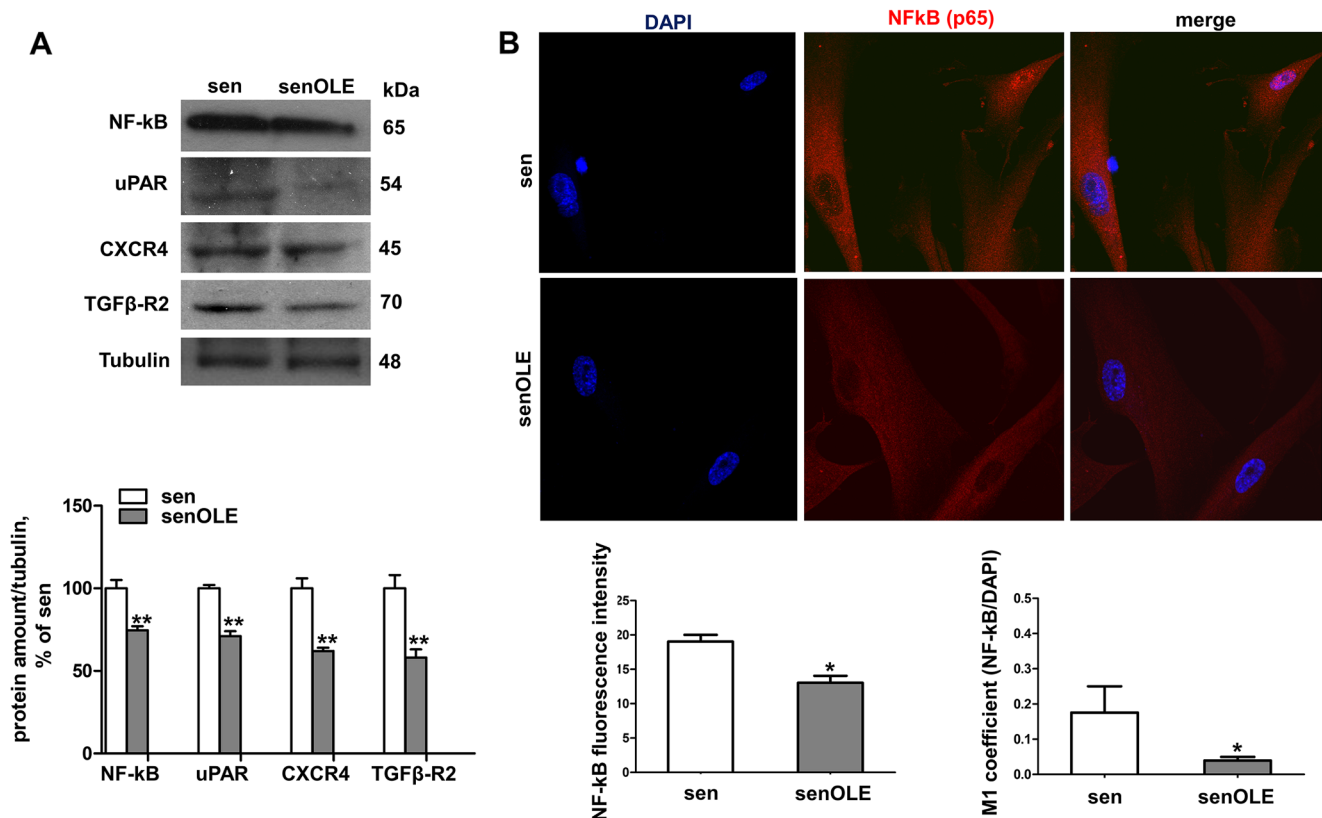 A
sen senOLE kDa
NF-kB 65
uPAR 54
CXCR4 45
TGFβ-R2 70
Tubulin 48
sen
senOLE
protein amount/tubulin,
% of sen
150
100
50
0
NF-kB uPAR CXCR4 TGFβ-R2
** ** ** **
B
DAPI NFkB (p65) merge
sen
senOLE
NF-kB fluorescence intensity
25
20
15
10
5
0
*
sen senOLE
M1 coefficient (NF-kB/DAPI)
0.5
0.4
0.3
0.2
0.1
0.0
*
sen senOLE